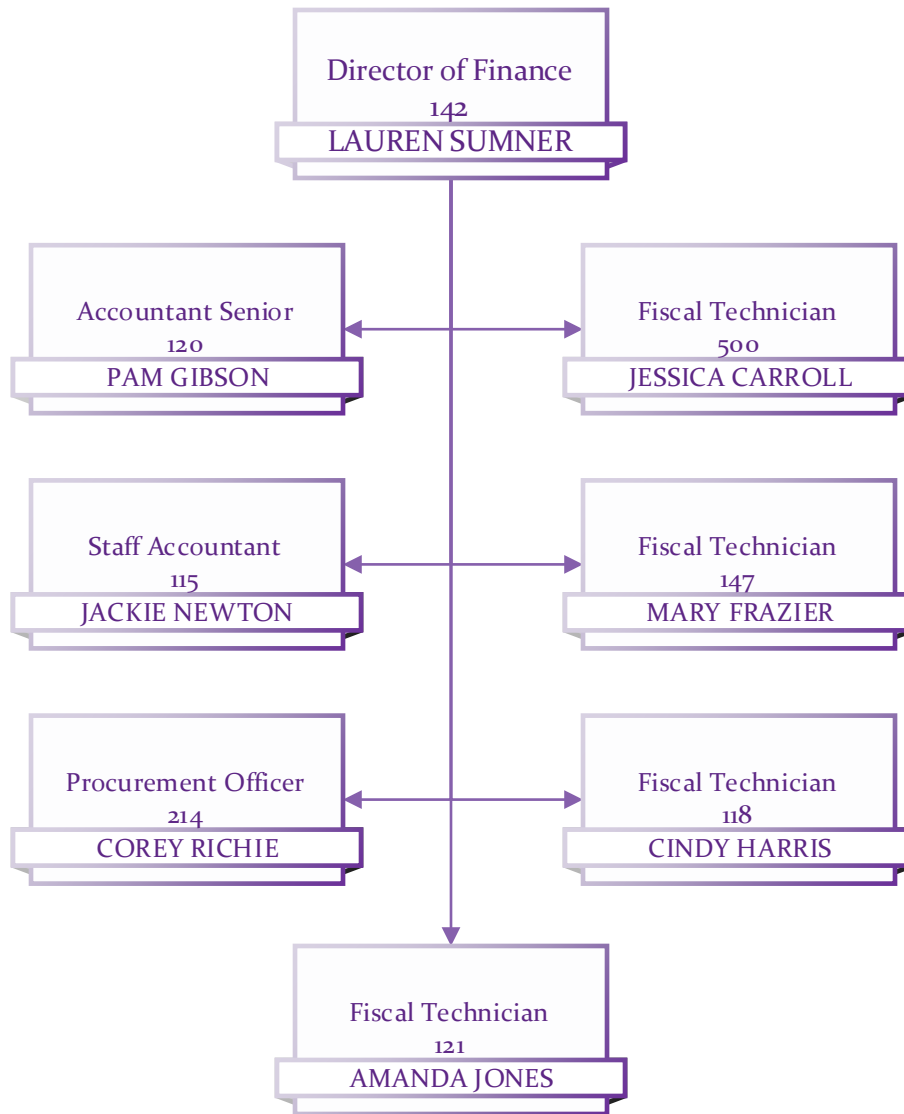 Director of Finance
142
LAUREN SUMNER
Accountant Senior
120
PAM GIBSON
Fiscal Technician
500
JESSICA CARROLL
Staff Accountant
115
JACKIE NEWTON
Fiscal Technician
147
MARY FRAZIER
Procurement Officer
214
COREY RICHIE
Fiscal Technician
118
CINDY HARRIS
Fiscal Technician
121
AMANDA JONES